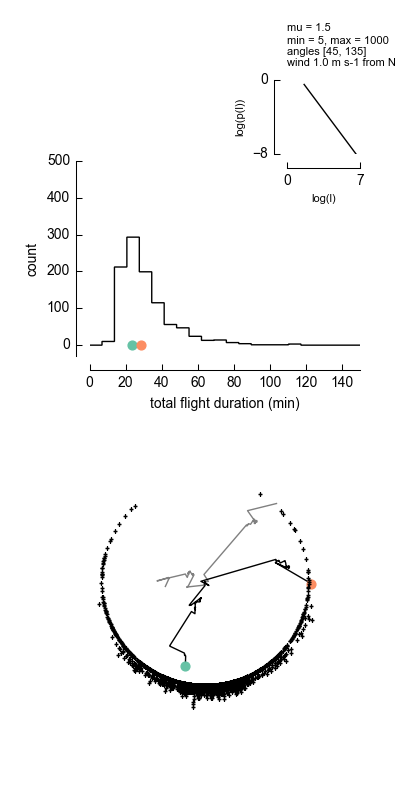 mu = 1.5
min = 5, max = 1000
angles [45, 135]
wind 1.0 m s-1 from N
log(p(l))
0
−8
0 7
log(l)
count
500
400
300
200
100
0
0 20 40 60 80 100 120 140
total flight duration (min)